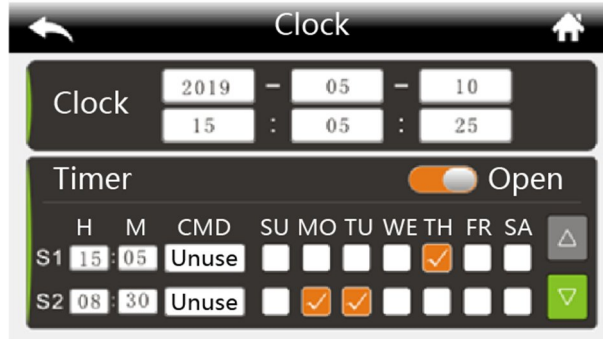 Clock
Clock 2019 - 05 - 10
15 : 05 : 25
Timer Open
H M CMD SU MO TU WE TH FR SA
S1 15 : 05 Unuse
S2 08 : 30 Unuse